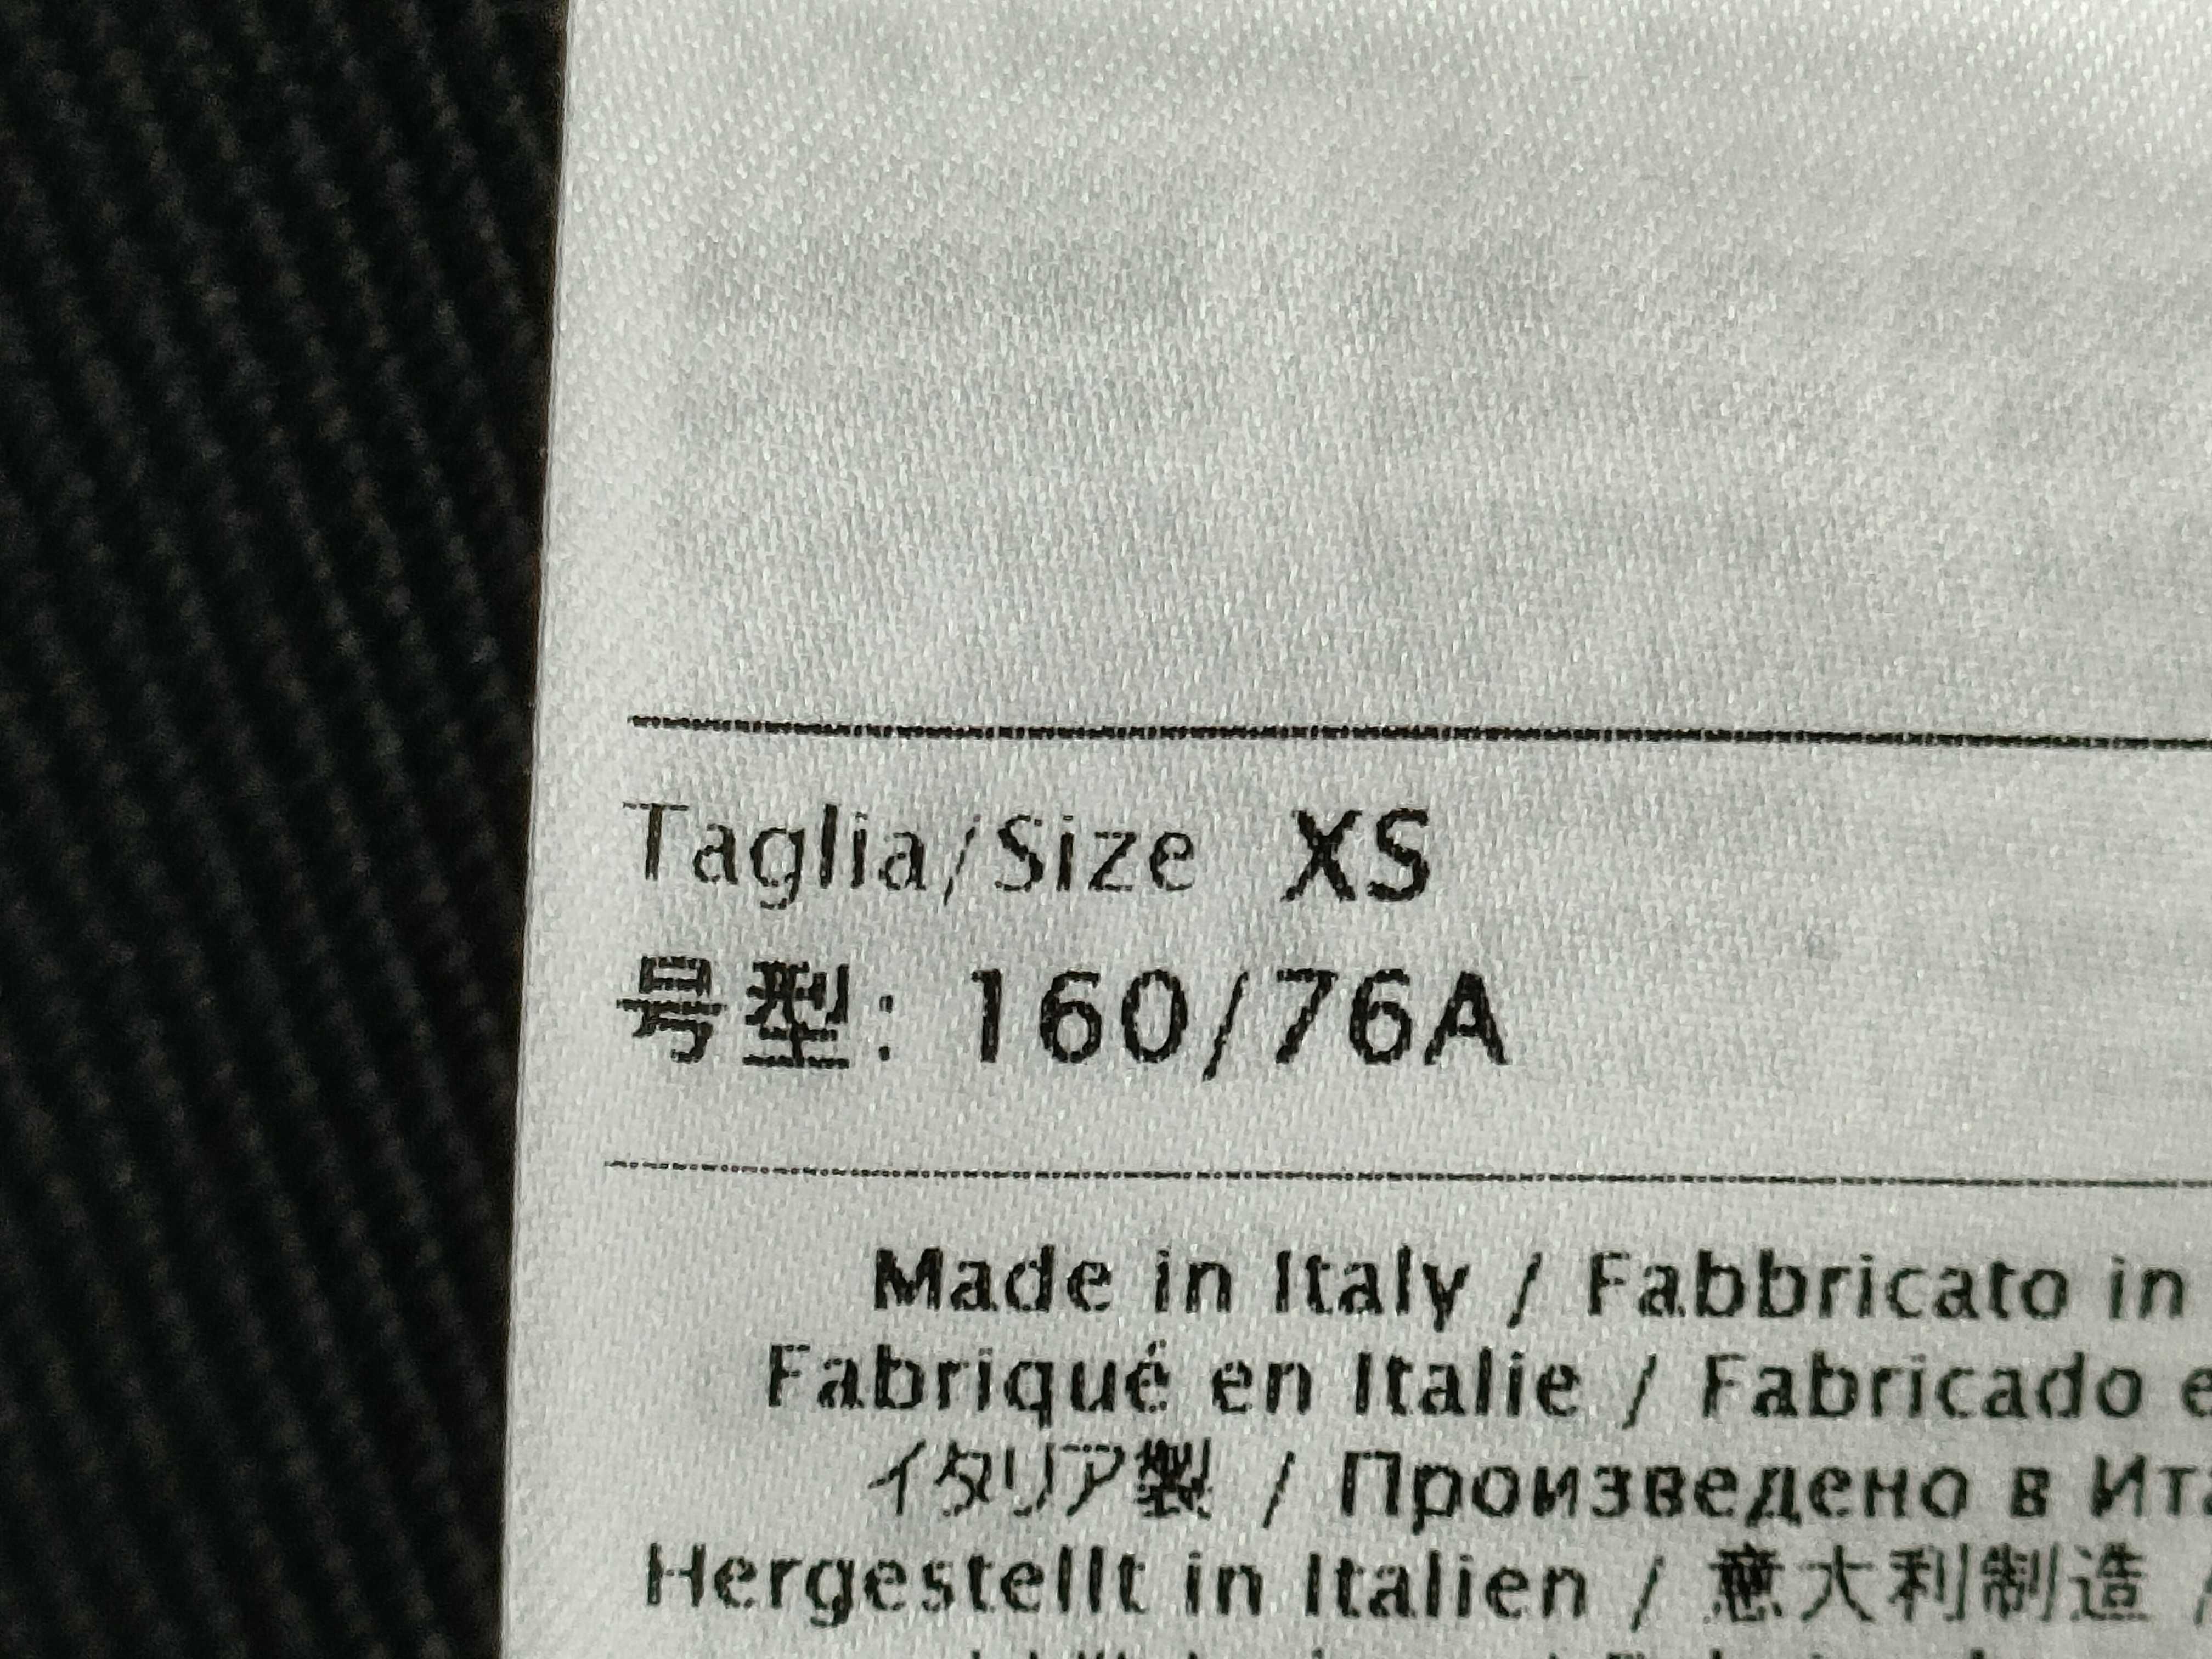 Taglia/Size XS
号型: 160/76A
Made in Italy / Fabbricato in
Fabriqué en Italie / Fabricado e
イタリア製 / Произведено в Ита
Hergestellt in Italien / 意大利制造 /